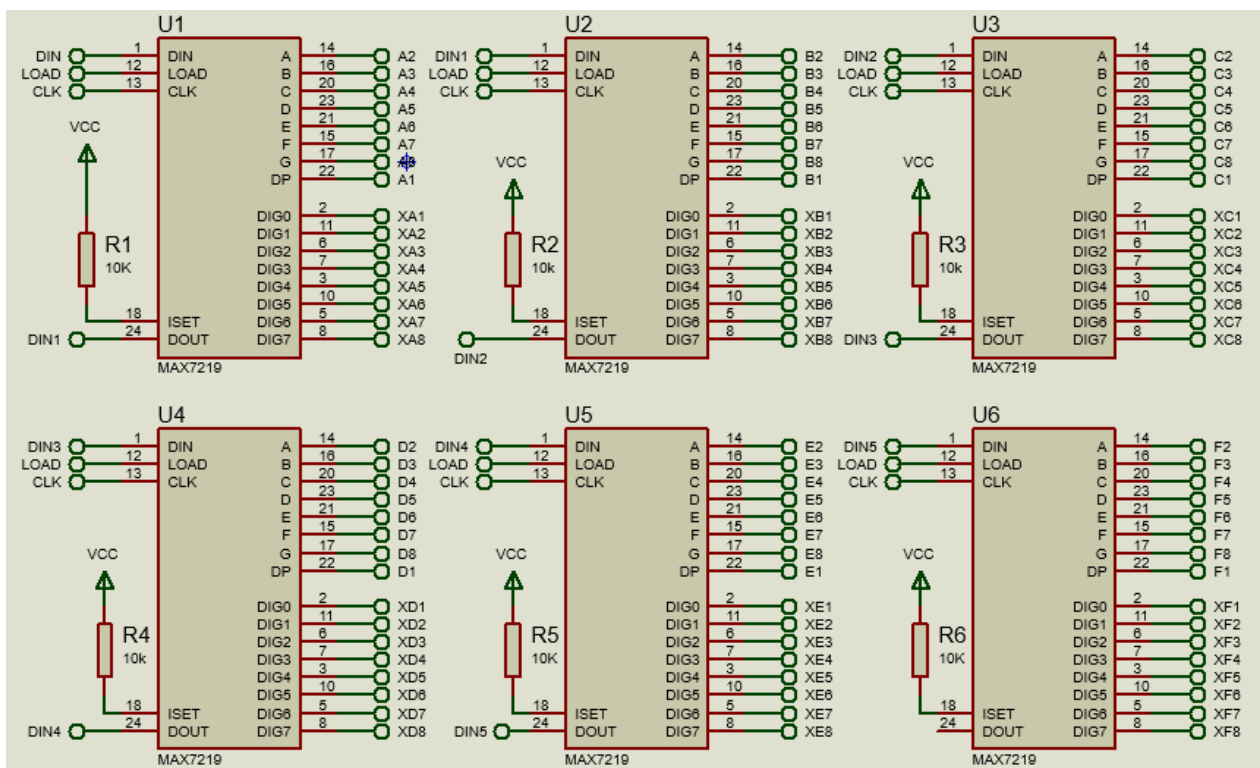 U1
DIN 1 DIN A 14 A2
LOAD 12 LOAD B 16 A3
CLK 13 CLK C 20 A4
D 23 A5
E 21 A6
F 15 A7
G 17
DP 22 A1
VCC
R1
10K
DIG0 2 XA1
DIG1 11 XA2
DIG2 6 XA3
DIG3 7 XA4
DIG4 3 XA5
DIG5 10 XA6
18 ISET DIG6 5 XA7
DIN1 24 DOUT DIG7 8 XA8
MAX7219
U2
DIN1 1 DIN A 14 B2
LOAD 12 LOAD B 16 B3
CLK 13 CLK C 20 B4
D 23 B5
E 21 B6
F 15 B7
G 17 B8
DP 22 B1
VCC
R2
10k
DIG0 2 XB1
DIG1 11 XB2
DIG2 6 XB3
DIG3 7 XB4
DIG4 3 XB5
DIG5 10 XB6
18 ISET DIG6 5 XB7
DIN2 24 DOUT DIG7 8 XB8
MAX7219
U3
DIN2 1 DIN A 14 C2
LOAD 12 LOAD B 16 C3
CLK 13 CLK C 20 C4
D 23 C5
E 21 C6
F 15 C7
G 17 C8
DP 22 C1
VCC
R3
10k
DIG0 2 XC1
DIG1 11 XC2
DIG2 6 XC3
DIG3 7 XC4
DIG4 3 XC5
DIG5 10 XC6
18 ISET DIG6 5 XC7
DIN3 24 DOUT DIG7 8 XC8
MAX7219
U4
DIN3 1 DIN A 14 D2
LOAD 12 LOAD B 16 D3
CLK 13 CLK C 20 D4
D 23 D5
E 21 D6
F 15 D7
G 17 D8
DP 22 D1
VCC
R4
10k
DIG0 2 XD1
DIG1 11 XD2
DIG2 6 XD3
DIG3 7 XD4
DIG4 3 XD5
DIG5 10 XD6
18 ISET DIG6 5 XD7
DIN4 24 DOUT DIG7 8 XD8
MAX7219
U5
DIN4 1 DIN A 14 E2
LOAD 12 LOAD B 16 E3
CLK 13 CLK C 20 E4
D 23 E5
E 21 E6
F 15 E7
G 17 E8
DP 22 E1
VCC
R5
10K
DIG0 2 XE1
DIG1 11 XE2
DIG2 6 XE3
DIG3 7 XE4
DIG4 3 XE5
DIG5 10 XE6
18 ISET DIG6 5 XE7
DIN5 24 DOUT DIG7 8 XE8
MAX7219
U6
DIN5 1 DIN A 14 F2
LOAD 12 LOAD B 16 F3
CLK 13 CLK C 20 F4
D 23 F5
E 21 F6
F 15 F7
G 17 F8
DP 22 F1
VCC
R6
10K
DIG0 2 XF1
DIG1 11 XF2
DIG2 6 XF3
DIG3 7 XF4
DIG4 3 XF5
DIG5 10 XF6
18 ISET DIG6 5 XF7
24 DOUT DIG7 8 XF8
MAX7219